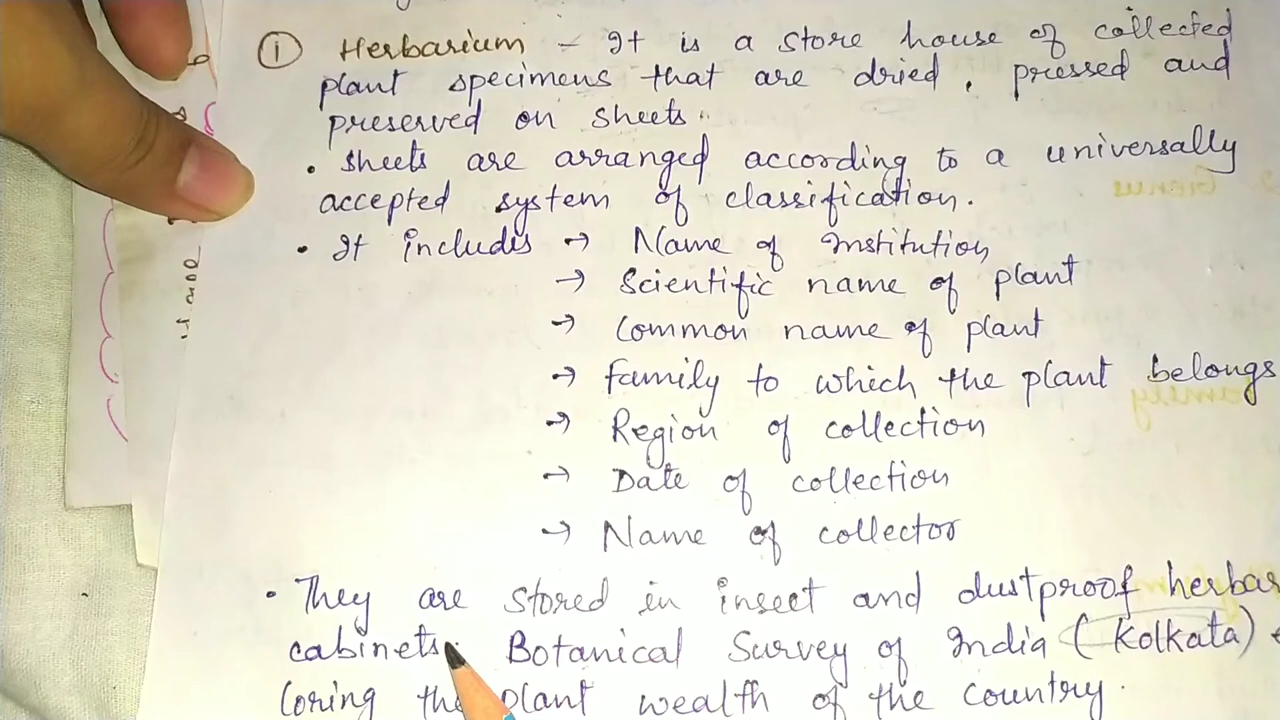 ① Herbarium - It is a store house of collected
plant specimens that are dried, pressed and
preserved on sheets.
• Sheets are arranged according to a universally
accepted system of classification.
• It includes → Name of Institution
→ Scientific name of plant
→ Common name of plant
→ family to which the plant belongs
→ Region of collection
→ Date of collection
→ Name of collector
• They are stored in insect and dustproof herbar
cabinets. Botanical Survey of India (Kolkata)
loring the plant wealth of the country.